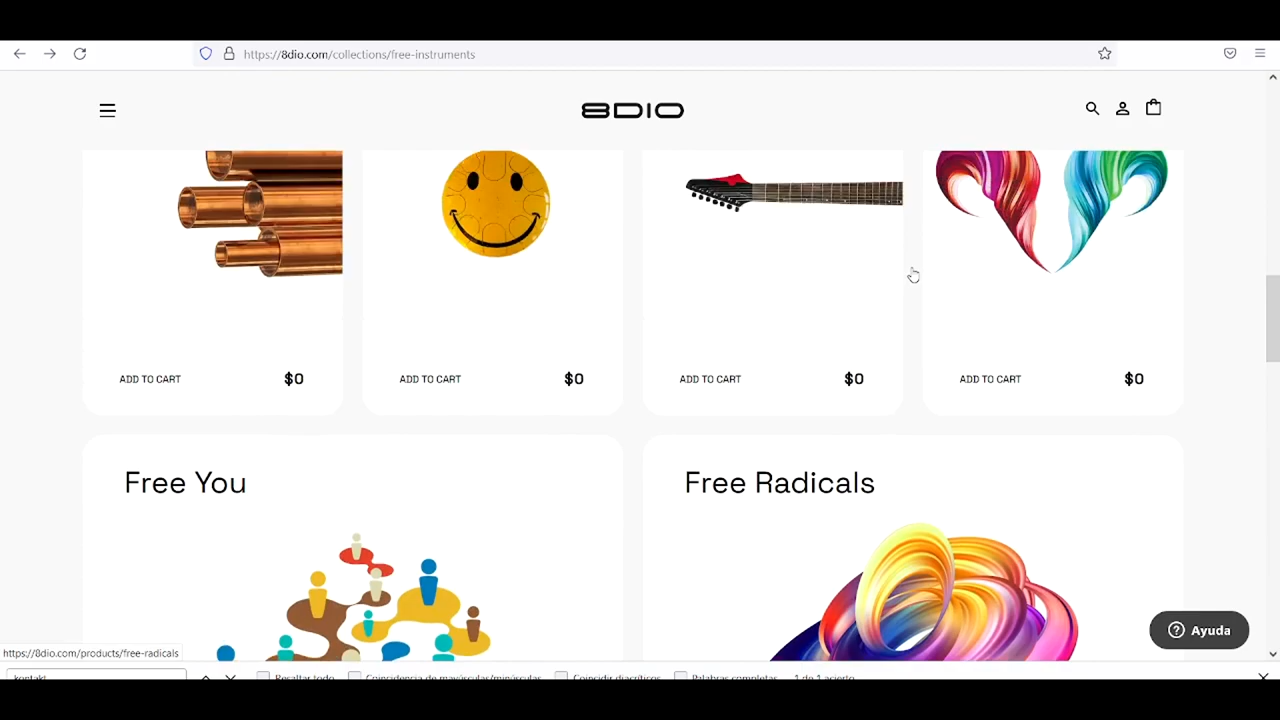 https://8dio.com/collections/free-instruments
8DIO
ADD TO CART $0 ADD TO CART $0 ADD TO CART $0 ADD TO CART $0
Free You Free Radicals
Ayuda
https://8dio.com/products/free-radicals
kontakt Resaltar todo Coincidencia de mayúsculas/minúsculas Coincidir diacríticos Palabras completas 1 de 1 acierto